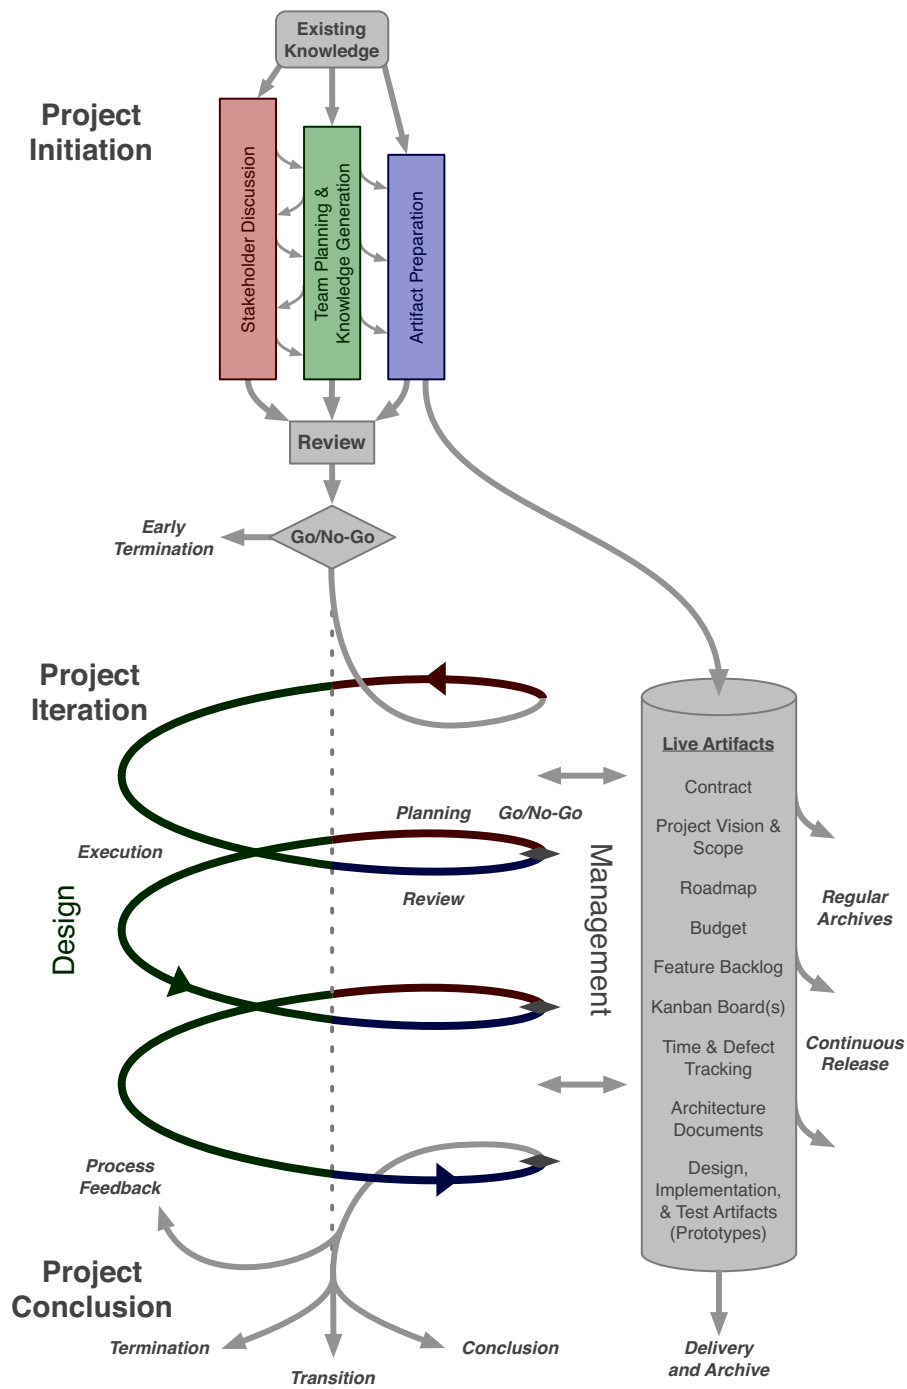 Existing
Knowledge
Project
Initiation
Stakeholder Discussion
Team Planning &
Knowledge Generation
Artifact Preparation
Review
Go/No-Go
Early
Termination
Project
Iteration
Live Artifacts
Contract
Project Vision &
Scope
Roadmap
Budget
Feature Backlog
Kanban Board(s)
Time & Defect
Tracking
Architecture
Documents
Design,
Implementation,
& Test Artifacts
(Prototypes)
Planning
Go/No-Go
Execution
Review
Design
Management
Regular
Archives
Continuous
Release
Process
Feedback
Project
Conclusion
Termination
Transition
Conclusion
Delivery
and Archive